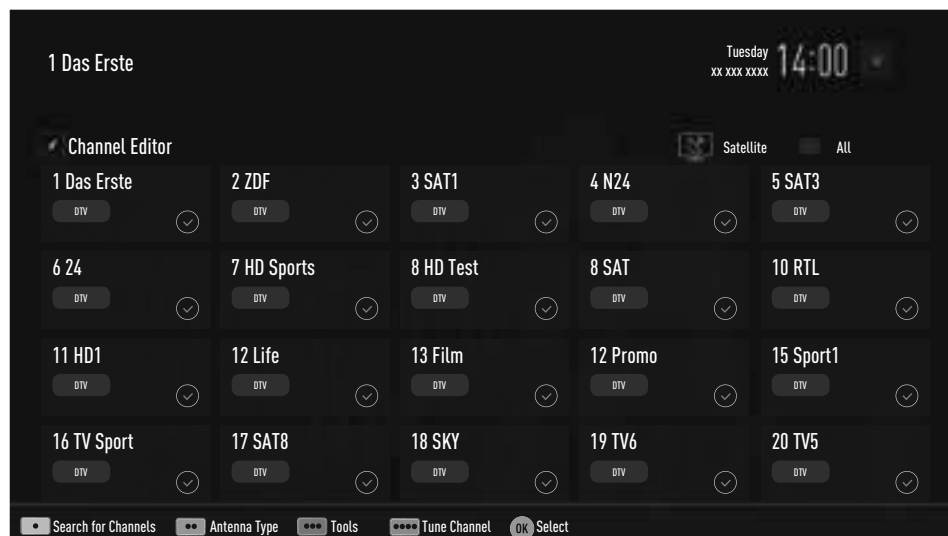 1 Das Erste
Tuesday
xx xxx xxxx
14:00
Channel Editor
Satellite
All
1 Das Erste
DTV
2 ZDF
DTV
3 SAT1
DTV
4 N24
DTV
5 SAT3
DTV
6 24
DTV
7 HD Sports
DTV
8 HD Test
DTV
8 SAT
DTV
10 RTL
DTV
11 HD1
DTV
12 Life
DTV
13 Film
DTV
12 Promo
DTV
15 Sport1
DTV
16 TV Sport
DTV
17 SAT8
DTV
18 SKY
DTV
19 TV6
DTV
20 TV5
DTV
Search for Channels
Antenna Type
Tools
Tune Channel
OK Select